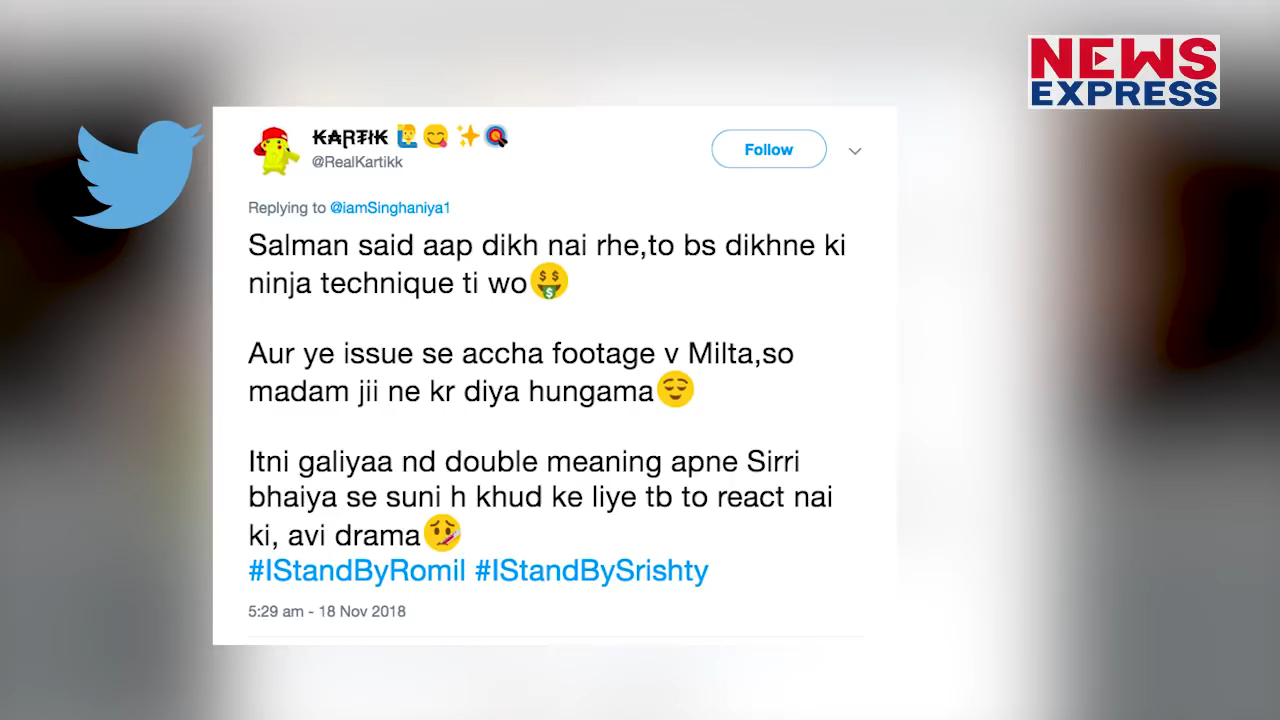 NEWS
EXPRESS
₭₳ɽ₮ł₭ 🙋‍♂️😋 ✨🎯
@RealKartikk
Follow
Replying to @iamSinghaniya1
Salman said aap dikh nai rhe,to bs dikhne ki
ninja technique ti wo🤑
Aur ye issue se accha footage v Milta,so
madam jii ne kr diya hungama😌
Itni galiyaa nd double meaning apne Sirri
bhaiya se suni h khud ke liye tb to react nai
ki, avi drama🤒
#IStandByRomil #IStandBySrishty
5:29 am - 18 Nov 2018